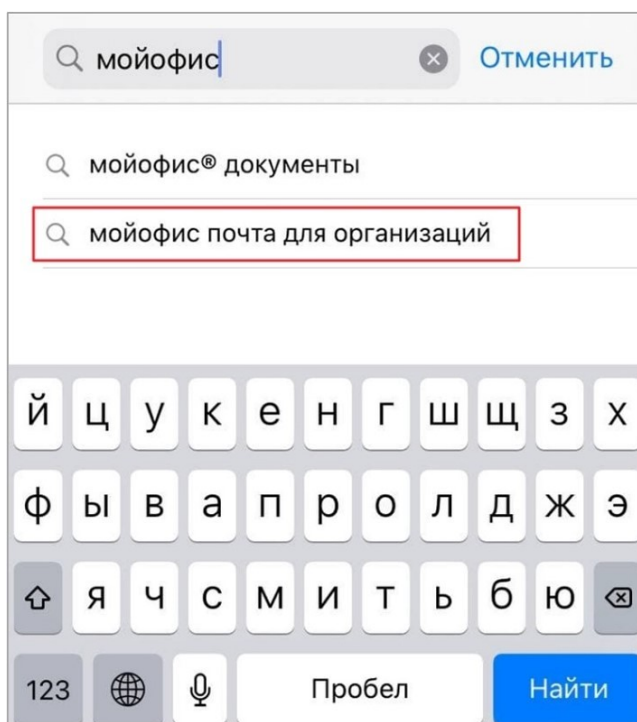 мойофис
Отменить
мойофис® документы
мойофис почта для организаций
й ц у к е н г ш щ з х
ф ы в а п р о л д ж э
я ч с м и т ь б ю
123 Пробел Найти